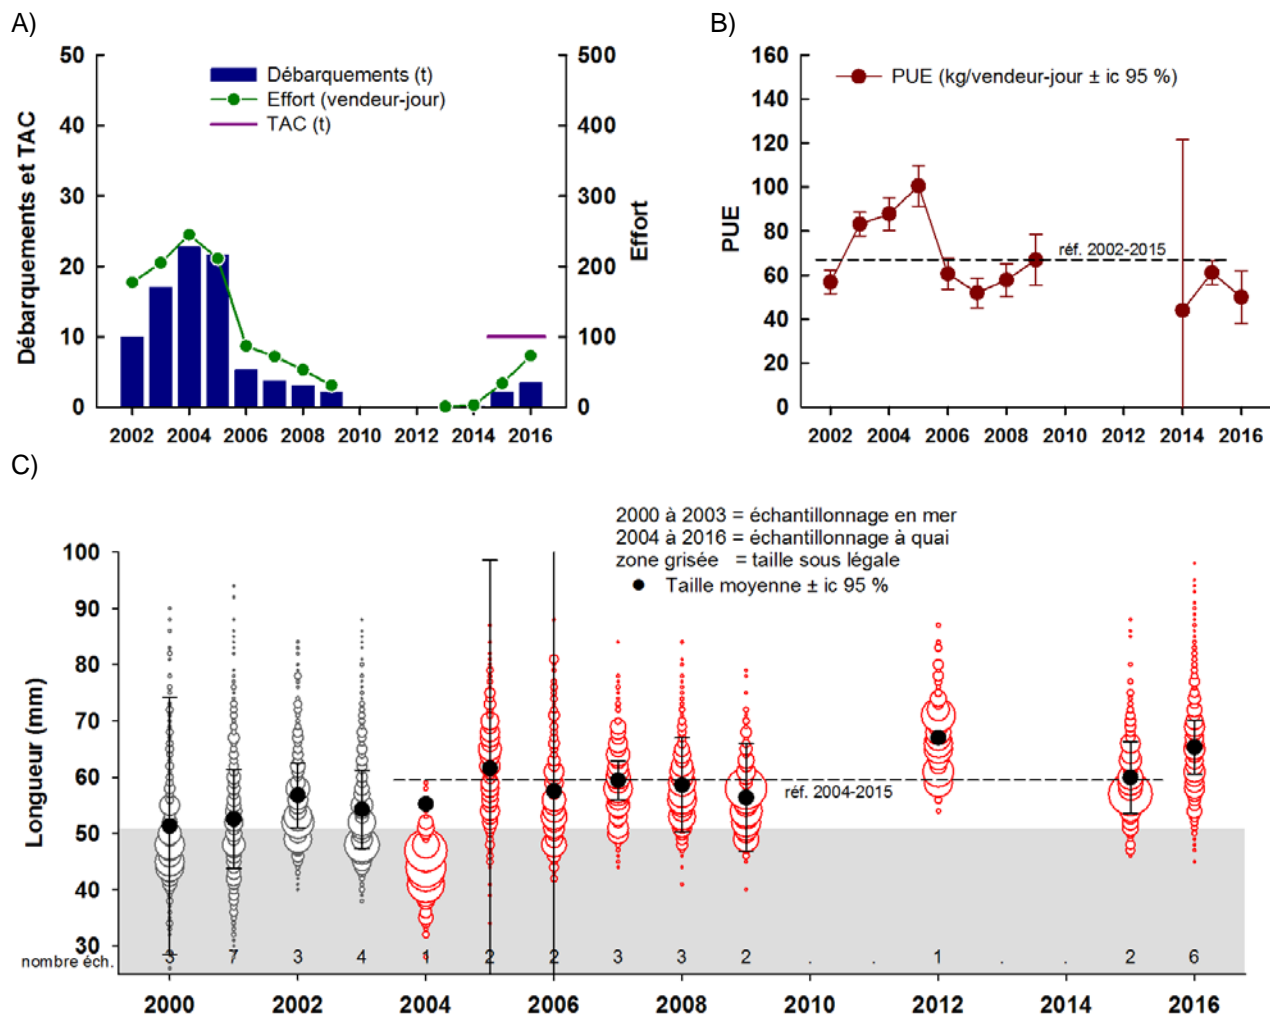 A)
50
40
30
20
10
0
Débarquements et TAC
500
400
300
200
100
0
Effort
Débarquements (t)
Effort (vendeur-jour)
TAC (t)
2002 2004 2006 2008 2010 2012 2014 2016
B)
160
140
120
100
80
60
40
20
0
PUE
PUE (kg/vendeur-jour ± ic 95 %)
réf. 2002-2015
2002 2004 2006 2008 2010 2012 2014 2016
C)
2000 à 2003 = échantillonnage en mer
2004 à 2016 = échantillonnage à quai
zone grisée = taille sous légale
Taille moyenne ± ic 95 %
100
90
80
70
60
50
40
30
Longueur (mm)
réf. 2004-2015
nombre éch. 3 7 3 4 1 2 2 3 3 2 . . 1 . . 2 6
2000 2002 2004 2006 2008 2010 2012 2014 2016